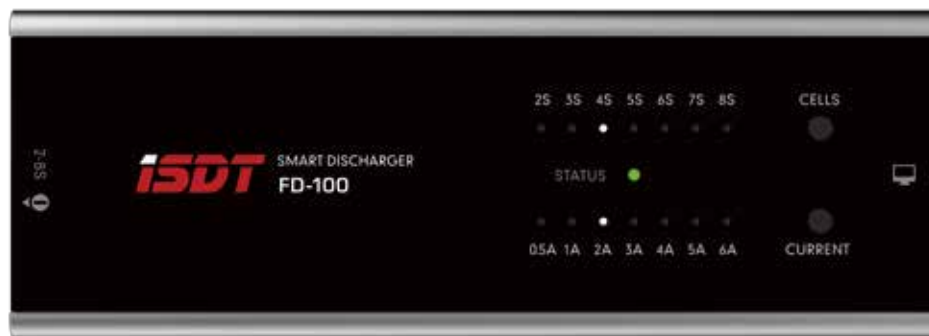 2-8S
iSDT
SMART DISCHARGER
FD-100
2S 3S 4S 5S 6S 7S 8S
CELLS
STATUS
0.5A 1A 2A 3A 4A 5A 6A
CURRENT